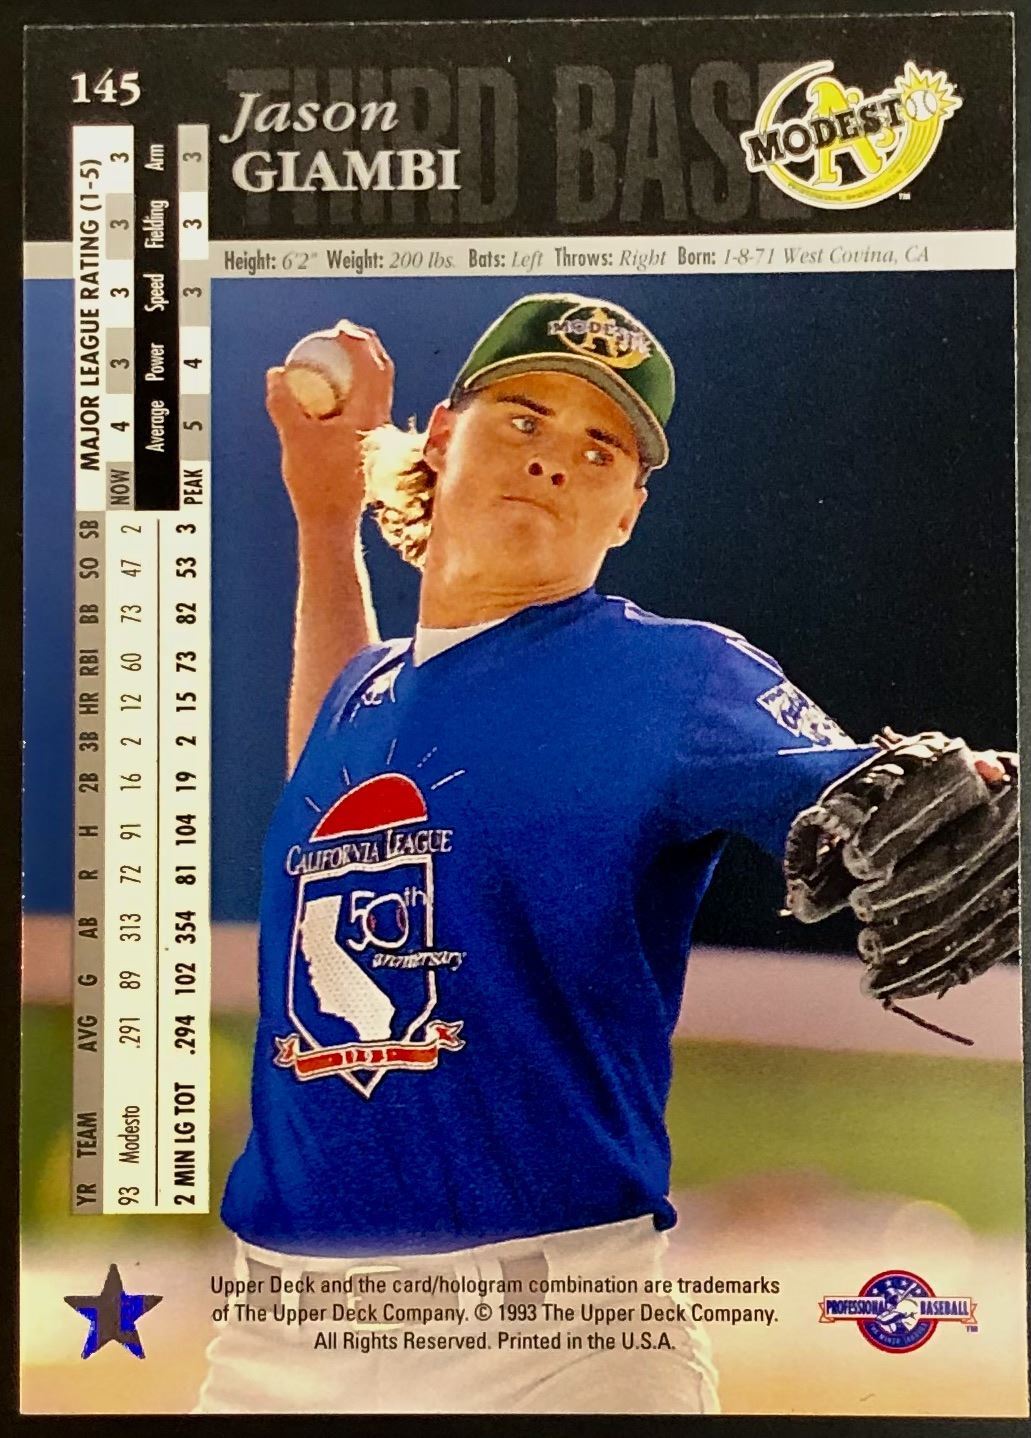 145
THIRD BASE
Jason
GIAMBI
MODESTO
A's
TM
Height: 6'2" Weight: 200 lbs. Bats: Left Throws: Right Born: 1-8-71 West Covina, CA
MAJOR LEAGUE RATING (1-5)
NOW 4 3 3 3 3
Average Power Speed Fielding Arm
PEAK 5 4 3 3 3
YR TEAM AVG G AB R H 2B 3B HR RBI BB SO SB
93 Modesto .291 89 313 72 91 16 2 12 60 73 47 2
2 MIN LG TOT .294 102 354 81 104 19 2 15 73 82 53 3
MODESTO
CALIFORNIA LEAGUE
50th
anniversary
Upper Deck and the card/hologram combination are trademarks
of The Upper Deck Company. © 1993 The Upper Deck Company.
All Rights Reserved. Printed in the U.S.A.
PROFESSIONAL BASEBALL
TM